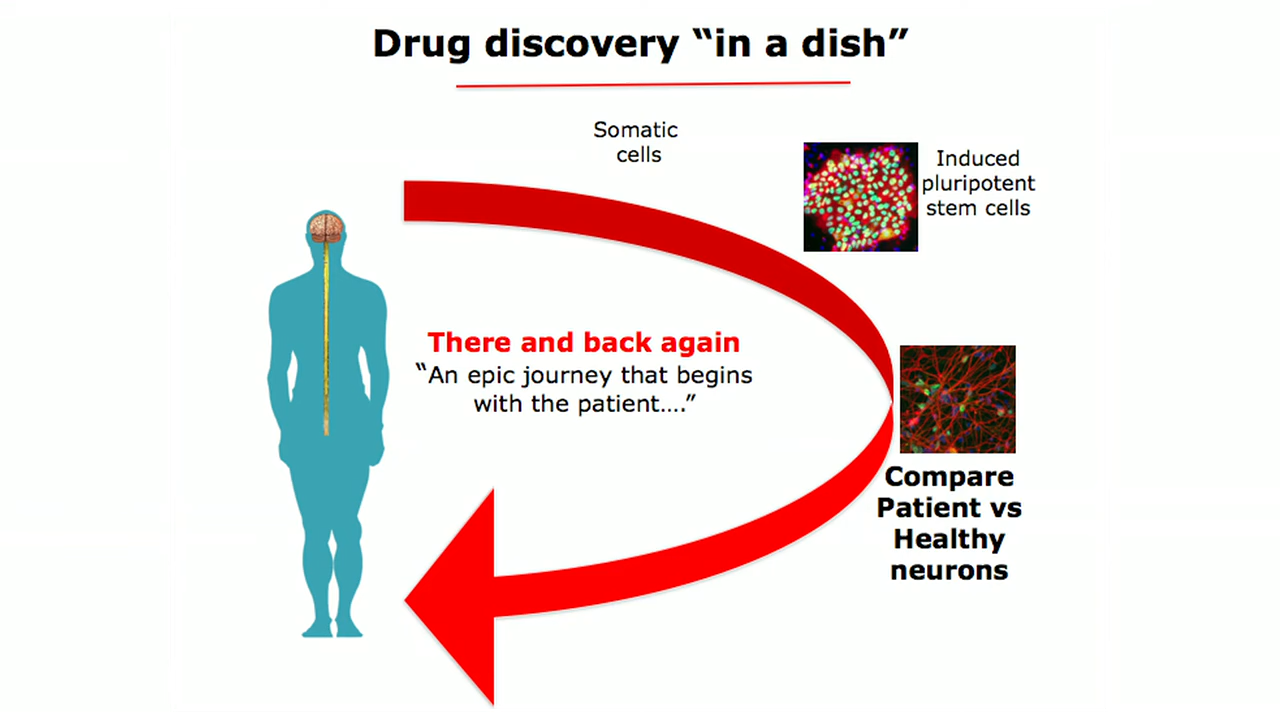 Drug discovery “in a dish”
Somatic
cells
Induced
pluripotent
stem cells
There and back again
“An epic journey that begins
with the patient....”
Compare
Patient vs
Healthy
neurons